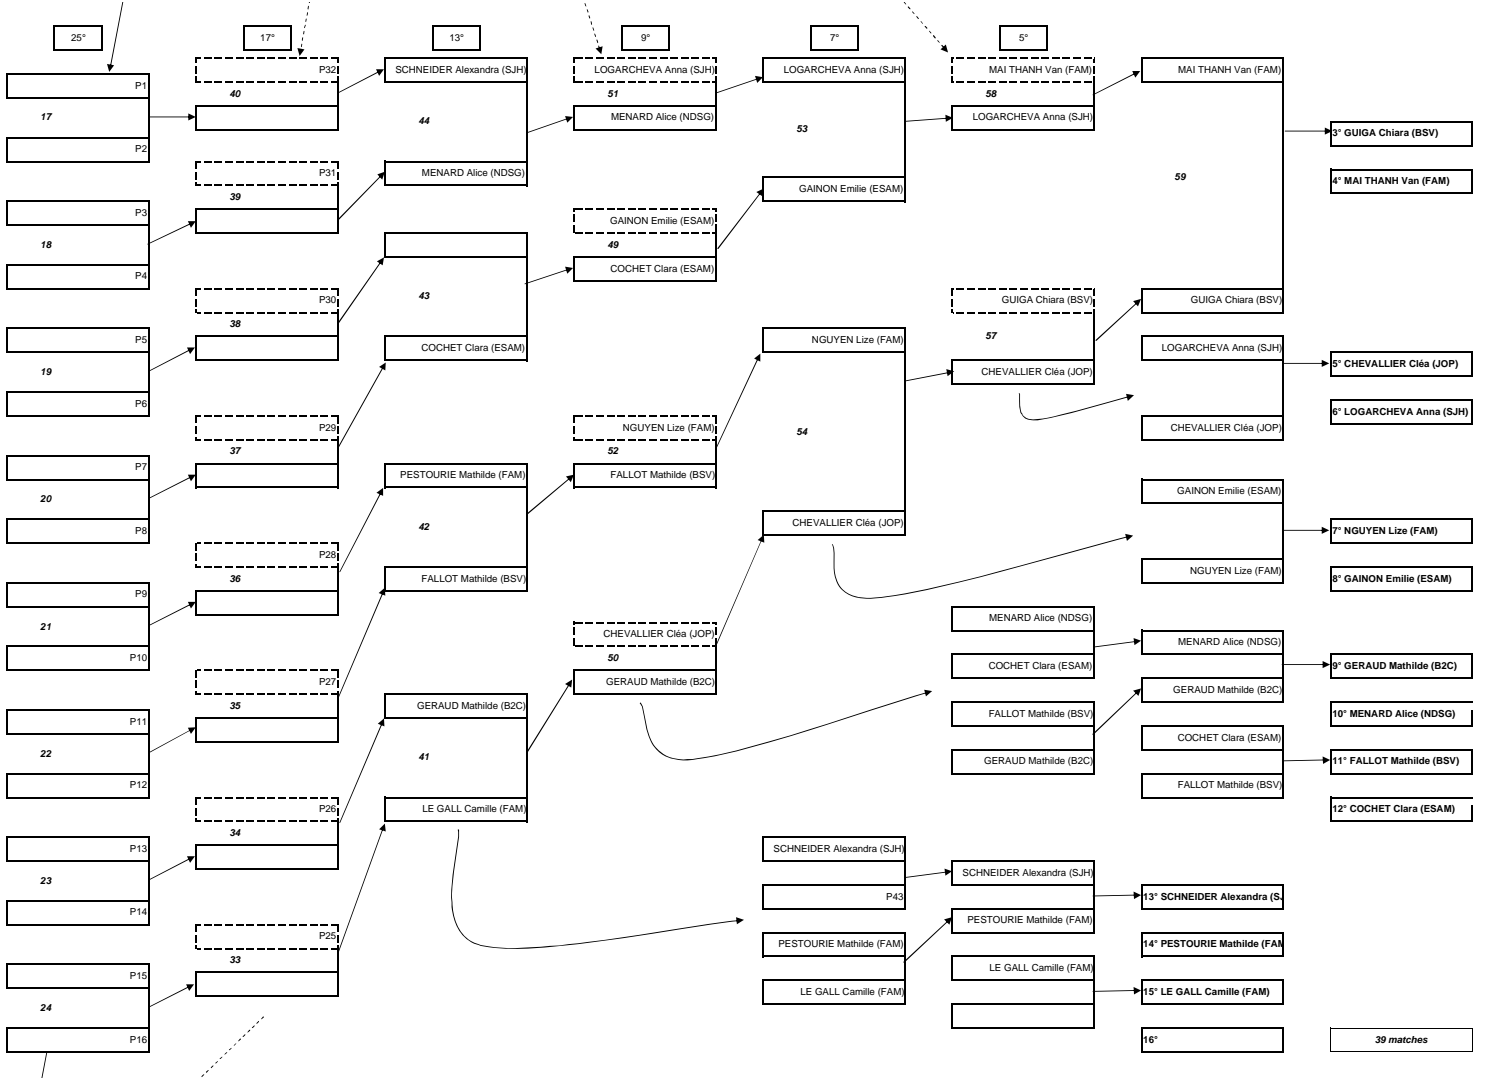 25°
17°
13°
9°
7°
5°
P1
17
P2
P3
18
P4
P5
19
P6
P7
20
P8
P9
21
P10
P11
22
P12
P13
23
P14
P15
24
P16
P32
40
P31
39
P30
38
P29
37
P28
36
P27
35
P26
34
P25
33
SCHNEIDER Alexandra (SJH)
44
MENARD Alice (NDSG)
43
COCHET Clara (ESAM)
PESTOURIE Mathilde (FAM)
42
FALLOT Mathilde (BSV)
GERAUD Mathilde (B2C)
41
LE GALL Camille (FAM)
LOGARCHEVA Anna (SJH)
51
MENARD Alice (NDSG)
GAINON Emilie (ESAM)
49
COCHET Clara (ESAM)
NGUYEN Lize (FAM)
52
FALLOT Mathilde (BSV)
CHEVALLIER Cléa (JOP)
50
GERAUD Mathilde (B2C)
LOGARCHEVA Anna (SJH)
53
GAINON Emilie (ESAM)
NGUYEN Lize (FAM)
54
CHEVALLIER Cléa (JOP)
SCHNEIDER Alexandra (SJH)
P43
PESTOURIE Mathilde (FAM)
LE GALL Camille (FAM)
MAI THANH Van (FAM)
58
LOGARCHEVA Anna (SJH)
GUIGA Chiara (BSV)
57
CHEVALLIER Cléa (JOP)
MENARD Alice (NDSG)
COCHET Clara (ESAM)
FALLOT Mathilde (BSV)
GERAUD Mathilde (B2C)
SCHNEIDER Alexandra (SJH)
PESTOURIE Mathilde (FAM)
LE GALL Camille (FAM)
MAI THANH Van (FAM)
59
GUIGA Chiara (BSV)
LOGARCHEVA Anna (SJH)
CHEVALLIER Cléa (JOP)
GAINON Emilie (ESAM)
NGUYEN Lize (FAM)
MENARD Alice (NDSG)
GERAUD Mathilde (B2C)
COCHET Clara (ESAM)
FALLOT Mathilde (BSV)
13° SCHNEIDER Alexandra (S
14° PESTOURIE Mathilde (FAM
15° LE GALL Camille (FAM)
16°
3° GUIGA Chiara (BSV)
4° MAI THANH Van (FAM)
5° CHEVALLIER Cléa (JOP)
6° LOGARCHEVA Anna (SJH)
7° NGUYEN Lize (FAM)
8° GAINON Emilie (ESAM)
9° GERAUD Mathilde (B2C)
10° MENARD Alice (NDSG)
11° FALLOT Mathilde (BSV)
12° COCHET Clara (ESAM)
39 matches